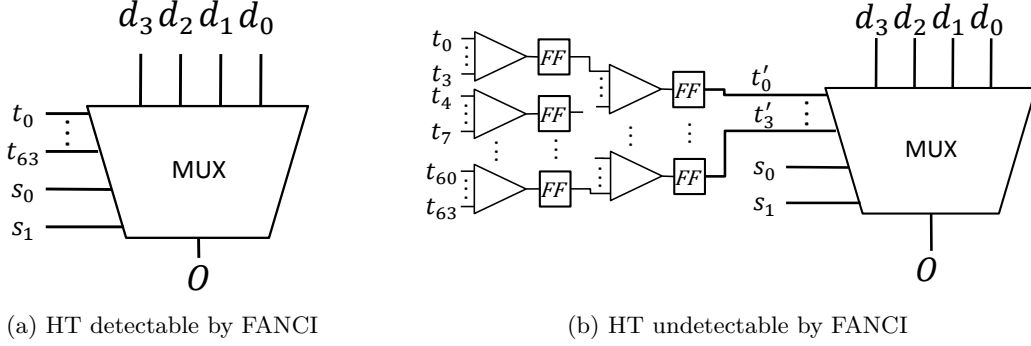 d₃ d₂ d₁ d₀
t₀
⋮
t₆₃
s₀
s₁
MUX
O
(a) HT detectable by FANCI
t₀
⋮
t₃
FF
FF
t₄
⋮
t₇
FF
⋮
t₆₀
⋮
t₆₃
FF
FF
t′₀
⋮
t′₃
s₀
s₁
d₃ d₂ d₁ d₀
MUX
O
(b) HT undetectable by FANCI